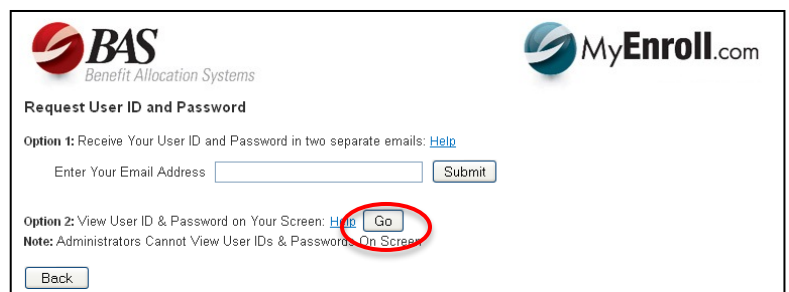 BAS
Benefit Allocation Systems
MyEnroll.com
Request User ID and Password
Option 1: Receive Your User ID and Password in two separate emails: Help
Enter Your Email Address
Submit
Option 2: View User ID & Password on Your Screen: Help Go
Note: Administrators Cannot View User IDs & Passwords On Screen
Back